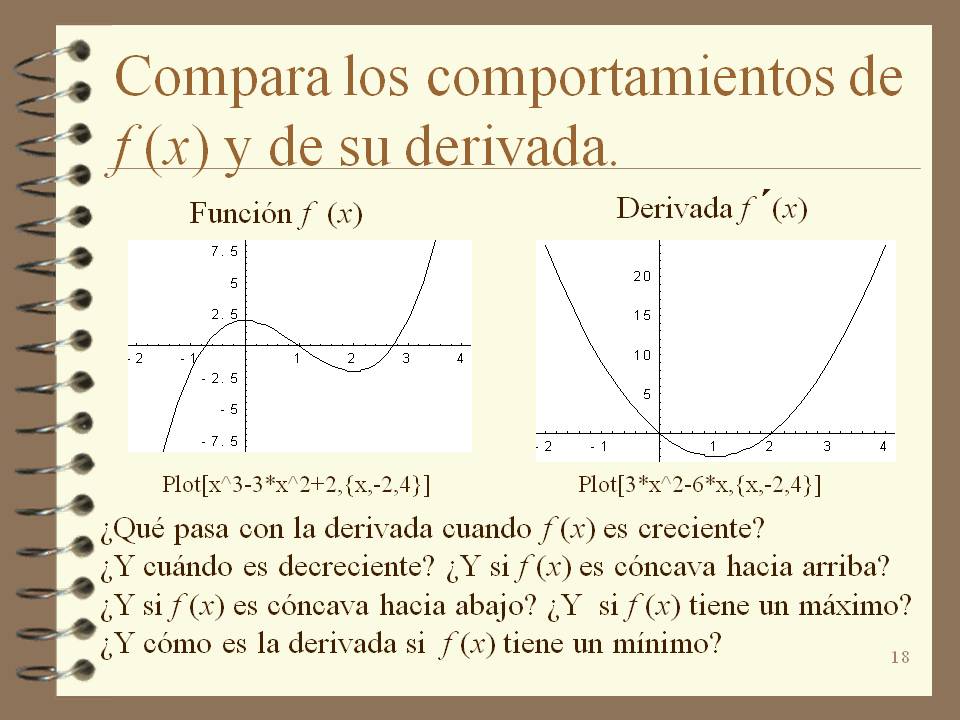 Compara los comportamientos de
f (x) y de su derivada.
Función f (x)
Derivada f ´(x)
7.5
5
2.5
-2 -1 1 2 3 4
-2.5
-5
-7.5
20
15
10
5
-2 -1 1 2 3 4
Plot[x^3-3*x^2+2,{x,-2,4}]
Plot[3*x^2-6*x,{x,-2,4}]
¿Qué pasa con la derivada cuando f (x) es creciente?
¿Y cuándo es decreciente? ¿Y si f (x) es cóncava hacia arriba?
¿Y si f (x) es cóncava hacia abajo? ¿Y si f (x) tiene un máximo?
¿Y cómo es la derivada si f (x) tiene un mínimo?
18